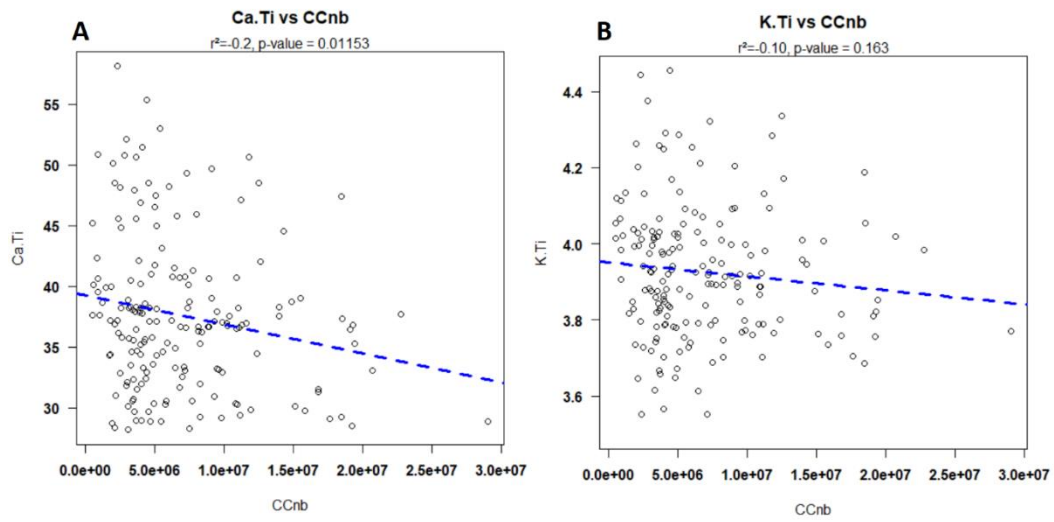 A
Ca.Ti vs CCnb
r²=-0.2, p-value = 0.01153
Ca.Ti
55
50
45
40
35
30
0.0e+00 5.0e+06 1.0e+07 1.5e+07 2.0e+07 2.5e+07 3.0e+07
CCnb
B
K.Ti vs CCnb
r²=-0.10, p-value = 0.163
K.Ti
4.4
4.2
4.0
3.8
3.6
0.0e+00 5.0e+06 1.0e+07 1.5e+07 2.0e+07 2.5e+07 3.0e+07
CCnb